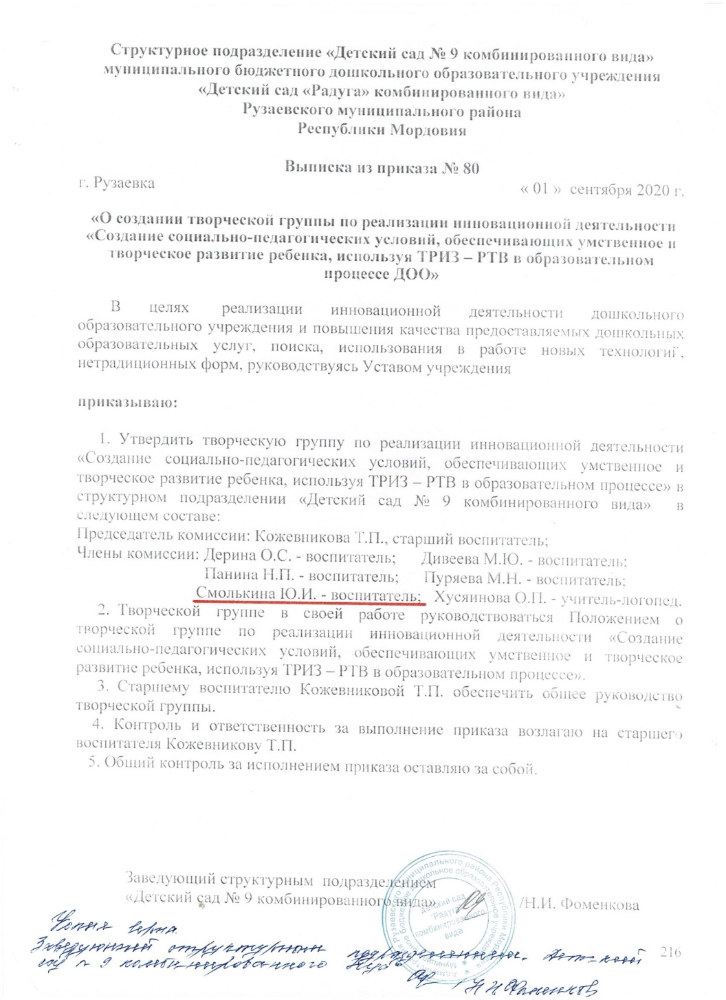 Структурное подразделение «Детский сад № 9 комбинированного вида»
муниципального бюджетного дошкольного образовательного учреждения
«Детский сад «Радуга» комбинированного вида»
Рузаевского муниципального района
Республики Мордовия
Выписка из приказа № 80
г. Рузаевка
« 01 » сентября 2020 г.
«О создании творческой группы по реализации инновационной деятельности
«Создание социально-педагогических условий, обеспечивающих умственное и
творческое развитие ребенка, используя ТРИЗ – РТВ в образовательном
процессе ДОО»
В целях реализации инновационной деятельности дошкольного
образовательного учреждения и повышения качества предоставляемых дошкольных
образовательных услуг, поиска, использования в работе новых технологий,
нетрадиционных форм, руководствуясь Уставом учреждения
приказываю:
1. Утвердить творческую группу по реализации инновационной деятельности
«Создание социально-педагогических условий, обеспечивающих умственное и
творческое развитие ребенка, используя ТРИЗ – РТВ в образовательном процессе» в
структурном подразделении «Детский сад № 9 комбинированного вида» в
следующем составе:
Председатель комиссии: Кожевникова Т.П., старший воспитатель;
Члены комиссии: Дерина О.С. - воспитатель; Дивеева М.Ю. - воспитатель;
Панина Н.П. - воспитатель; Пуряева М.Н. - воспитатель;
Смолькина Ю.И. - воспитатель; Хусяинова О.П. - учитель-логопед.
2. Творческой группе в своей работе руководствоваться Положением о
творческой группе по реализации инновационной деятельности «Создание
социально-педагогических условий, обеспечивающих умственное и творческое
развитие ребенка, используя ТРИЗ – РТВ в образовательном процессе».
3. Старшему воспитателю Кожевниковой Т.П. обеспечить общее руководство
творческой группы.
4. Контроль и ответственность за выполнение приказа возлагаю на старшего
воспитателя Кожевникову Т.П.
5. Общий контроль за исполнением приказа оставляю за собой.
Заведующий структурным подразделением
«Детский сад № 9 комбинированного вида»
/Н.И. Фоменкова
Детский сад
"Радуга"
комбинированного
вида
Копия верна
Заведующий структурным подразделением. Детский
сад № 9 комбинированного вида
/ Н.И Фоменкова
216